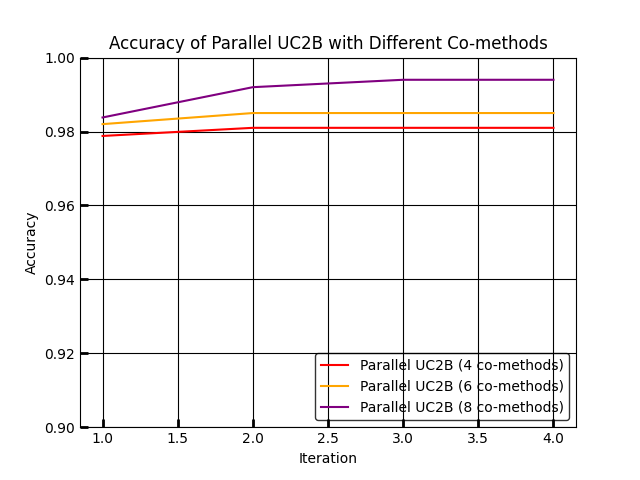 Accuracy of Parallel UC2B with Different Co-methods
1.00
0.98
0.96
0.94
0.92
0.90
Accuracy
Parallel UC2B (4 co-methods)
Parallel UC2B (6 co-methods)
Parallel UC2B (8 co-methods)
1.0 1.5 2.0 2.5 3.0 3.5 4.0
Iteration